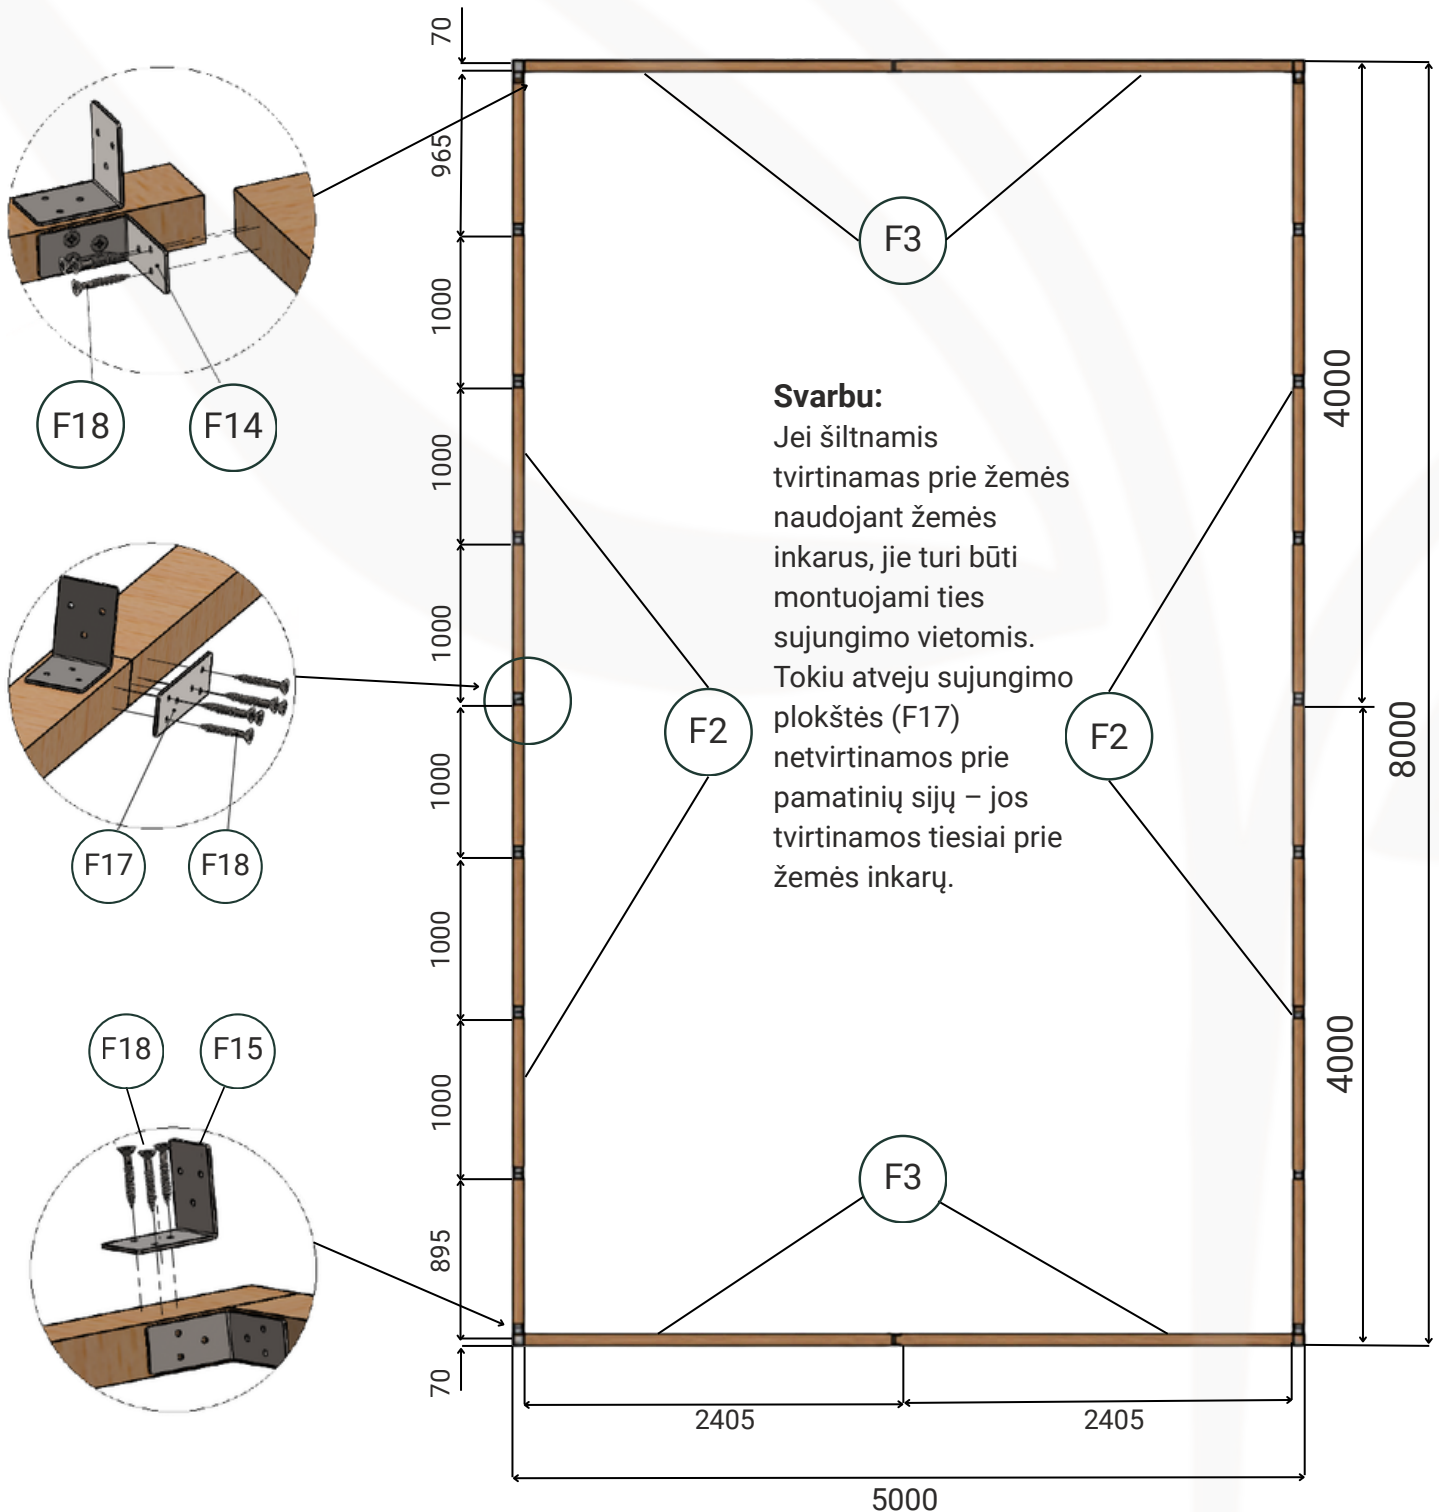 70
965
1000
1000
1000
1000
1000
1000
895
70
F18
F14
F17
F18
F18
F15
F3
F2
F2
F3
Svarbu:
Jei šiltnamis
tvirtinamas prie žemės
naudojant žemės
inkarus, jie turi būti
montuojami ties
sujungimo vietomis.
Tokiu atveju sujungimo
plokštės (F17)
netvirtinamos prie
pamatinių sijų – jos
tvirtinamos tiesiai prie
žemės inkarų.
4000
8000
4000
2405
2405
5000